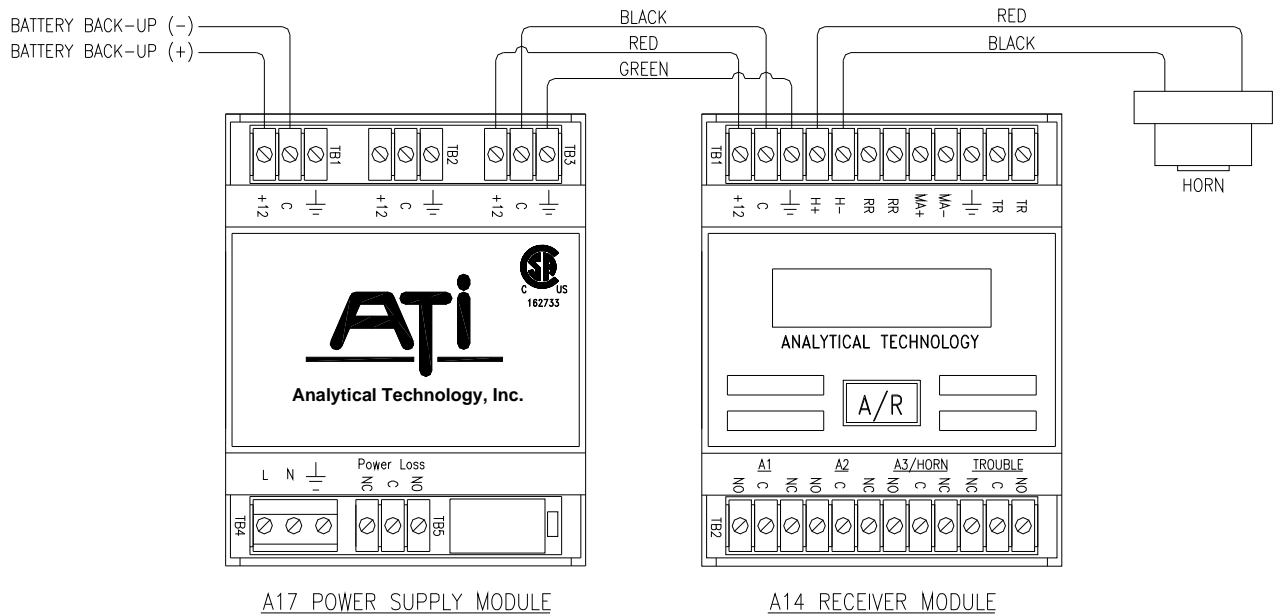 BATTERY BACK-UP (-)
BATTERY BACK-UP (+)
BLACK
RED
GREEN
RED
BLACK
HORN
TB1
TB2
TB3
+12 C
+12 C
+12 C
CSA
C US
162733
ATi
Analytical Technology, Inc.
L N
Power Loss
NC C NO
TB4
TB5
A17 POWER SUPPLY MODULE
TB1
+12 C H+ H- RR RR MA+ MA- TR TR
ANALYTICAL TECHNOLOGY
A/R
A1 A2 A3/HORN TROUBLE
NO C NC NO C NC NO C NC NC C NO
TB2
A14 RECEIVER MODULE